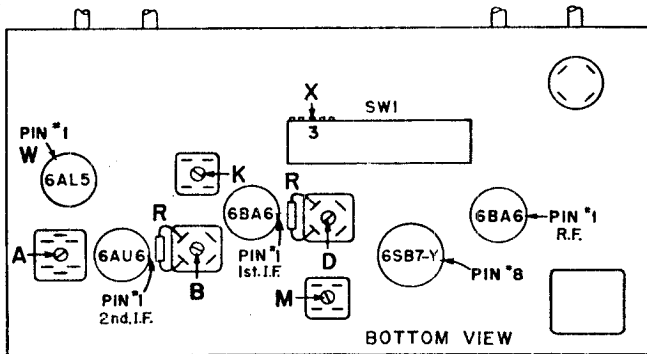 X
SW1
3
PIN #1
W
6AL5
K
R
6BA6
R
6BA6
PIN #1
R.F.
A
6AU6
B
PIN #1
1st. I.F.
D
6SB7-Y
PIN #8
PIN #1
2nd. I.F.
M
BOTTOM VIEW